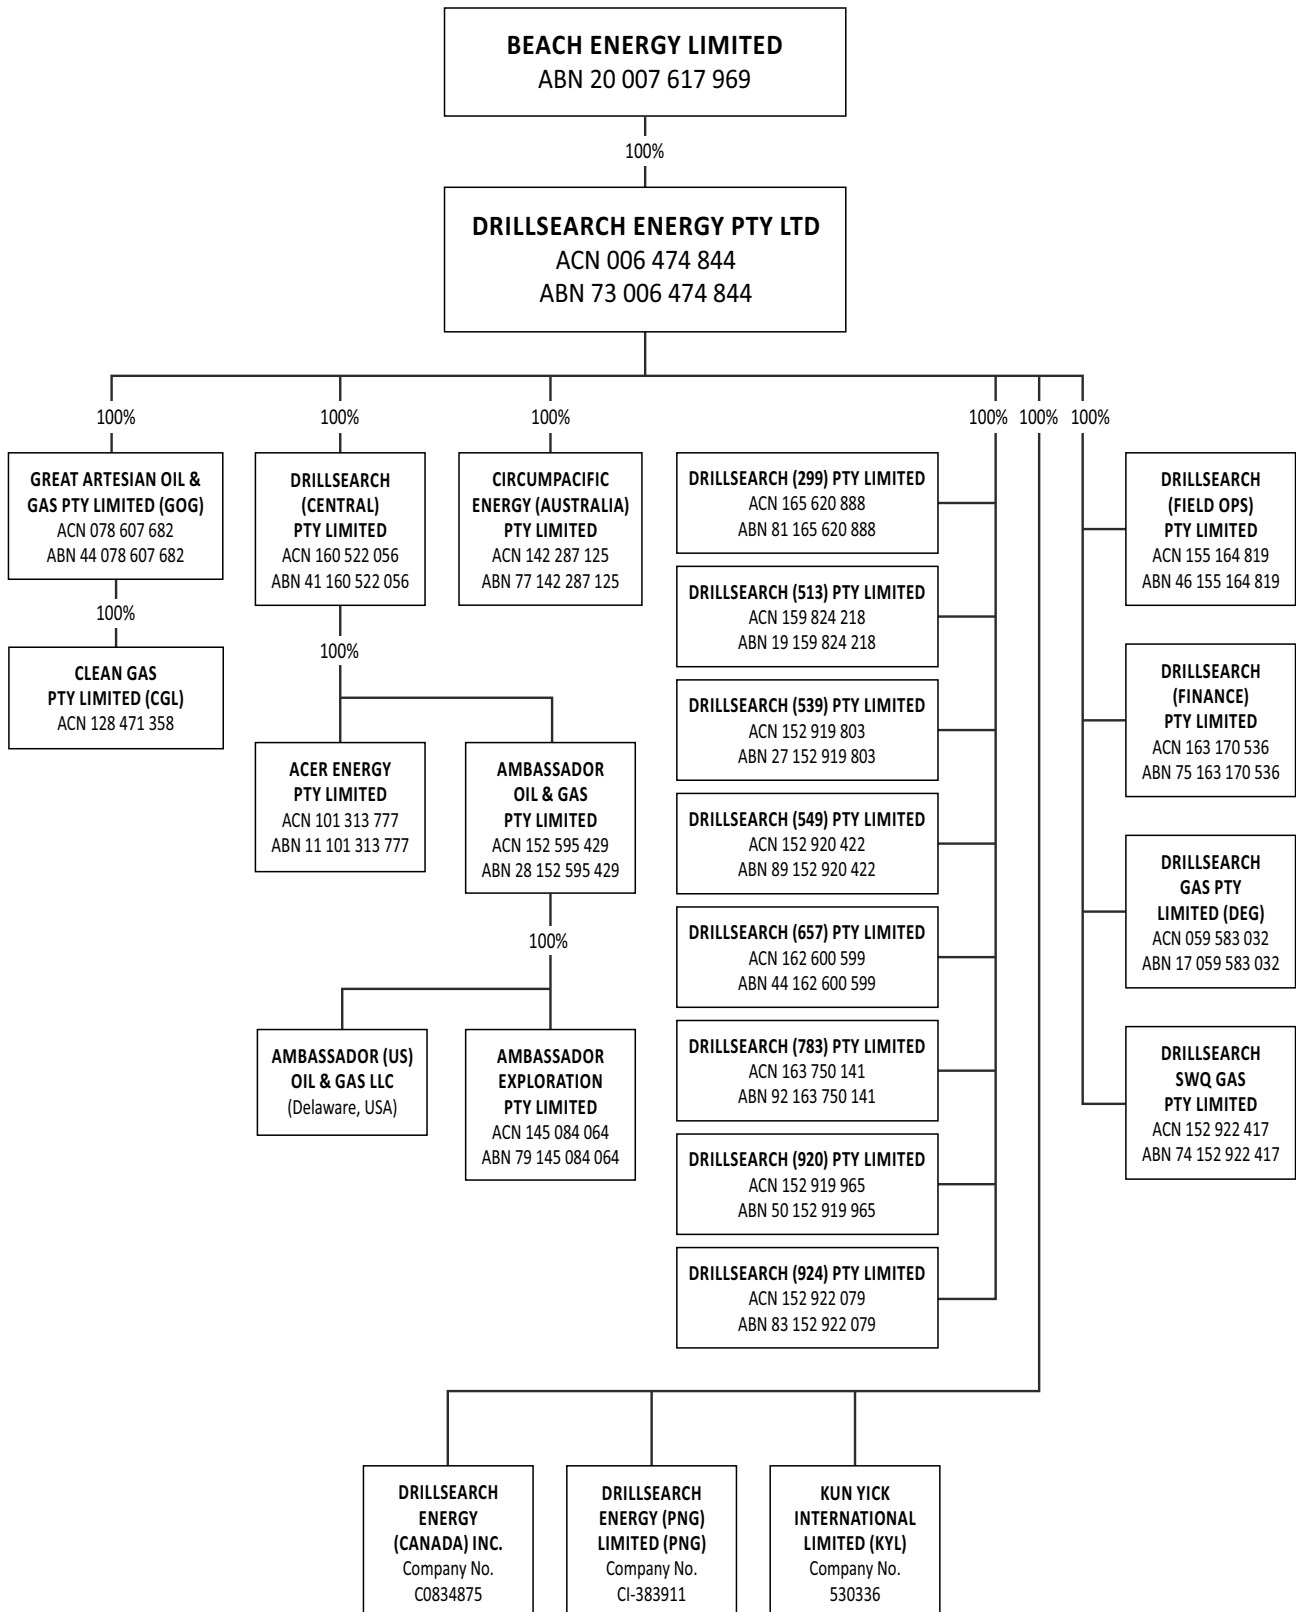 BEACH ENERGY LIMITED
ABN 20 007 617 969
100%
DRILLSEARCH ENERGY PTY LTD
ACN 006 474 844
ABN 73 006 474 844
100%
100%
100%
100%
100%
100%
GREAT ARTESIAN OIL &
GAS PTY LIMITED (GOG)
ACN 078 607 682
ABN 44 078 607 682
100%
CLEAN GAS
PTY LIMITED (CGL)
ACN 128 471 358
DRILLSEARCH
(CENTRAL)
PTY LIMITED
ACN 160 522 056
ABN 41 160 522 056
100%
ACER ENERGY
PTY LIMITED
ACN 101 313 777
ABN 11 101 313 777
AMBASSADOR
OIL & GAS
PTY LIMITED
ACN 152 595 429
ABN 28 152 595 429
100%
AMBASSADOR (US)
OIL & GAS LLC
(Delaware, USA)
AMBASSADOR
EXPLORATION
PTY LIMITED
ACN 145 084 064
ABN 79 145 084 064
CIRCUMPACIFIC
ENERGY (AUSTRALIA)
PTY LIMITED
ACN 142 287 125
ABN 77 142 287 125
DRILLSEARCH (299) PTY LIMITED
ACN 165 620 888
ABN 81 165 620 888
DRILLSEARCH (513) PTY LIMITED
ACN 159 824 218
ABN 19 159 824 218
DRILLSEARCH (539) PTY LIMITED
ACN 152 919 803
ABN 27 152 919 803
DRILLSEARCH (549) PTY LIMITED
ACN 152 920 422
ABN 89 152 920 422
DRILLSEARCH (657) PTY LIMITED
ACN 162 600 599
ABN 44 162 600 599
DRILLSEARCH (783) PTY LIMITED
ACN 163 750 141
ABN 92 163 750 141
DRILLSEARCH (920) PTY LIMITED
ACN 152 919 965
ABN 50 152 919 965
DRILLSEARCH (924) PTY LIMITED
ACN 152 922 079
ABN 83 152 922 079
DRILLSEARCH
(FIELD OPS)
PTY LIMITED
ACN 155 164 819
ABN 46 155 164 819
DRILLSEARCH
(FINANCE)
PTY LIMITED
ACN 163 170 536
ABN 75 163 170 536
DRILLSEARCH
GAS PTY
LIMITED (DEG)
ACN 059 583 032
ABN 17 059 583 032
DRILLSEARCH
SWQ GAS
PTY LIMITED
ACN 152 922 417
ABN 74 152 922 417
DRILLSEARCH
ENERGY
(CANADA) INC.
Company No.
C0834875
DRILLSEARCH
ENERGY (PNG)
LIMITED (PNG)
Company No.
CI-383911
KUN YICK
INTERNATIONAL
LIMITED (KYL)
Company No.
530336